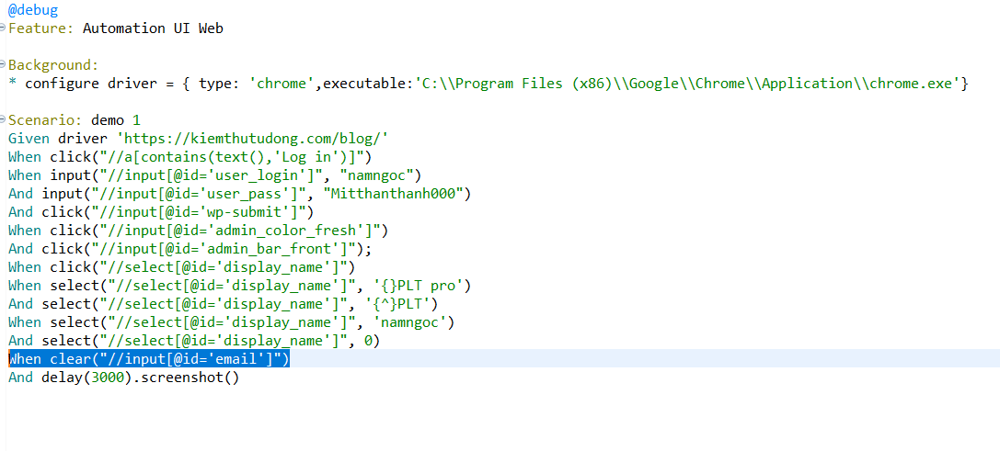 @debug
Feature: Automation UI Web
Background:
* configure driver = { type: 'chrome',executable:'C:\\Program Files (x86)\\Google\\Chrome\\Application\\chrome.exe'}
Scenario: demo 1
Given driver 'https://kiemthutudong.com/blog/'
When click("//a[contains(text(),'Log in')]")
When input("//input[@id='user_login']", "namngoc")
And input("//input[@id='user_pass']", "Mitthanthanh000")
And click("//input[@id='wp-submit']")
When click("//input[@id='admin_color_fresh']")
And click("//input[@id='admin_bar_front']");
When click("//select[@id='display_name']")
When select("//select[@id='display_name']", '{}PLT pro')
And select("//select[@id='display_name']", '{^}PLT')
When select("//select[@id='display_name']", 'namngoc')
And select("//select[@id='display_name']", 0)
When clear("//input[@id='email']")
And delay(3000).screenshot()